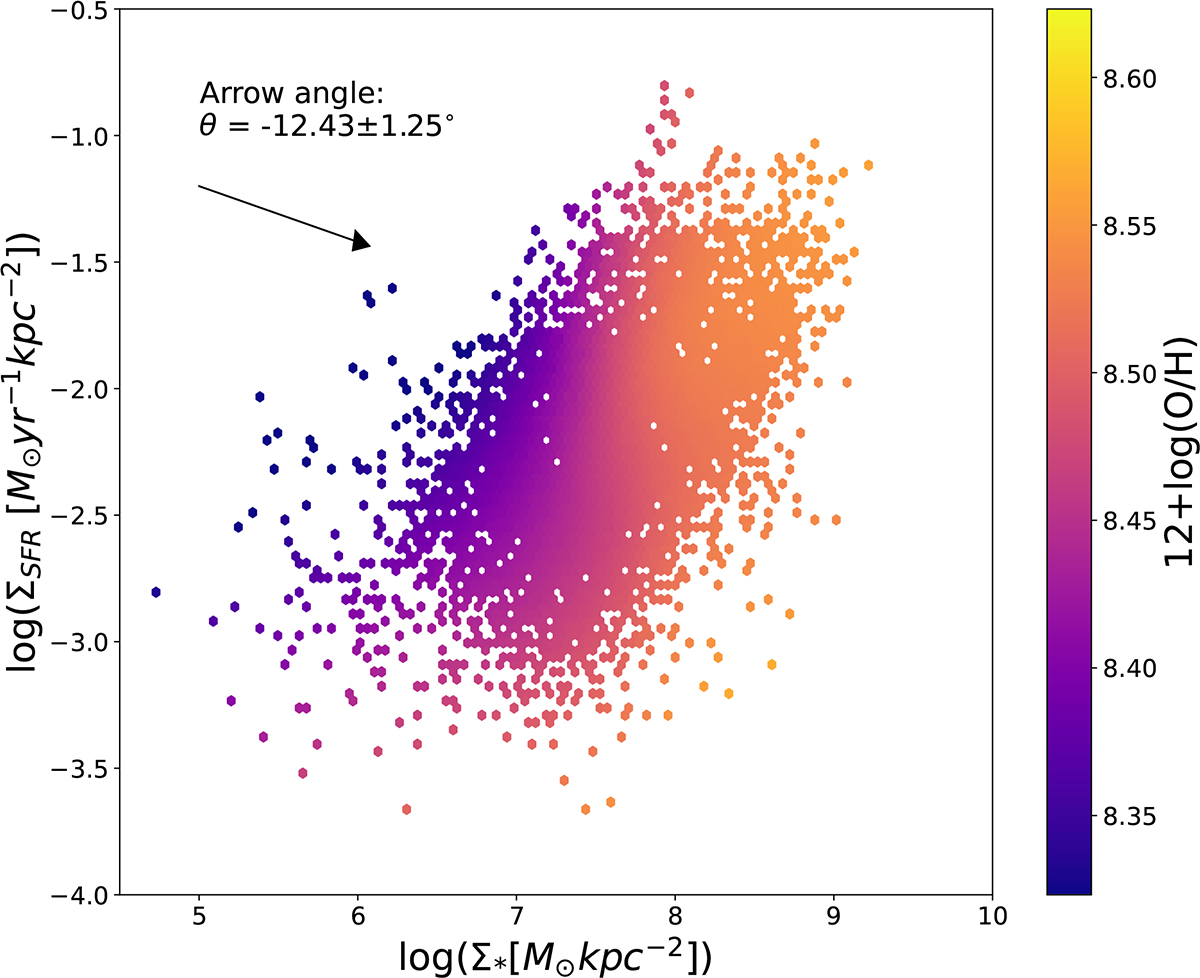 Arrow angle:
θ = -12.43±1.25°
−0.5
−1.0
−1.5
−2.0
−2.5
−3.0
−3.5
−4.0
log(Σ_SFR [M_⊙yr^−1kpc^−2])
5 6 7 8 9 10
log(Σ_*[M_⊙kpc^−2])
8.60
8.55
8.50
8.45
8.40
8.35
12+log(O/H)